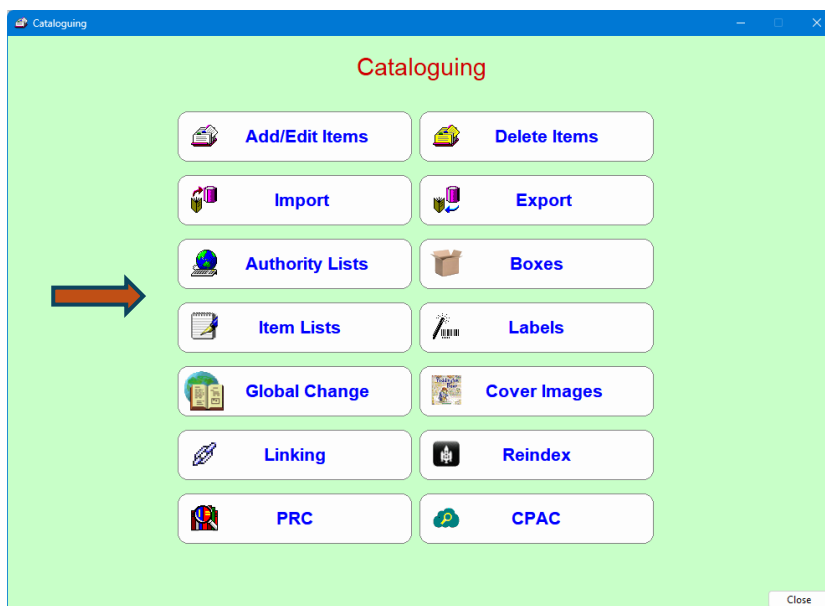 Cataloguing
Cataloguing
Add/Edit Items
Delete Items
Import
Export
Authority Lists
Boxes
Item Lists
Labels
Global Change
Cover Images
Linking
Reindex
PRC
CPAC
Close